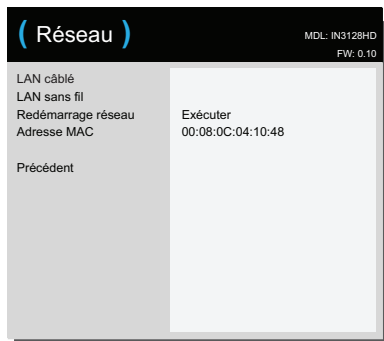 ( Réseau )
MDL: IN3128HD
FW: 0.10
LAN câblé
LAN sans fil
Redémarrage réseau Exécuter
Adresse MAC 00:08:0C:04:10:48
Précédent